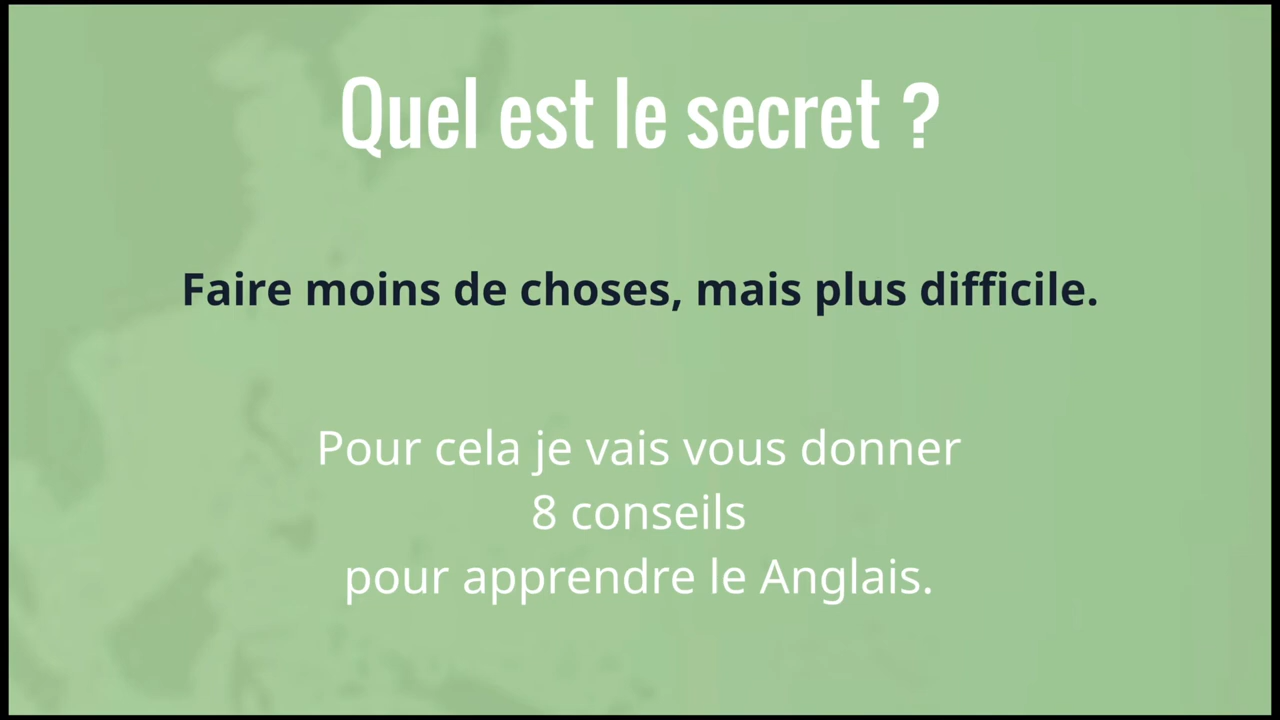 Quel est le secret ?
Faire moins de choses, mais plus difficile.
Pour cela je vais vous donner
8 conseils
pour apprendre le Anglais.